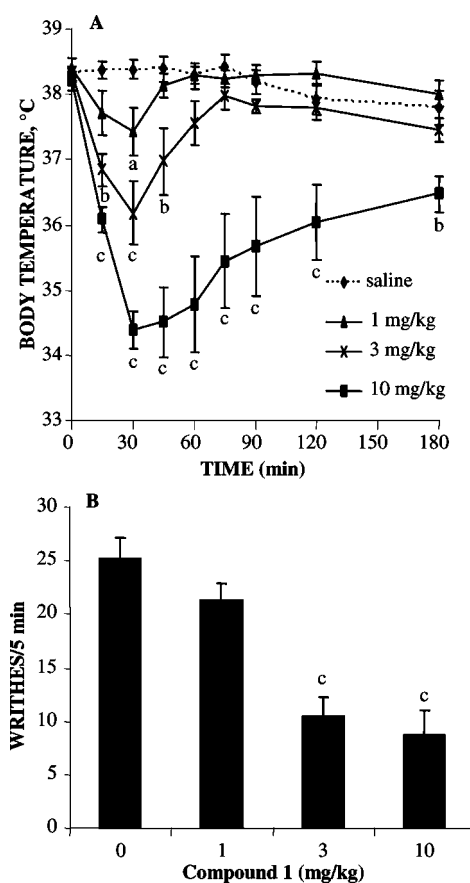 A
BODY TEMPERATURE, °C
39
38
37
36
35
34
33
a
b
b
c
c
c
c
c
c
c
c
b
saline
1 mg/kg
3 mg/kg
10 mg/kg
0 30 60 90 120 150 180
TIME (min)
B
WRITHES/5 min
30
25
20
15
10
5
0
c
c
0 1 3 10
Compound 1 (mg/kg)